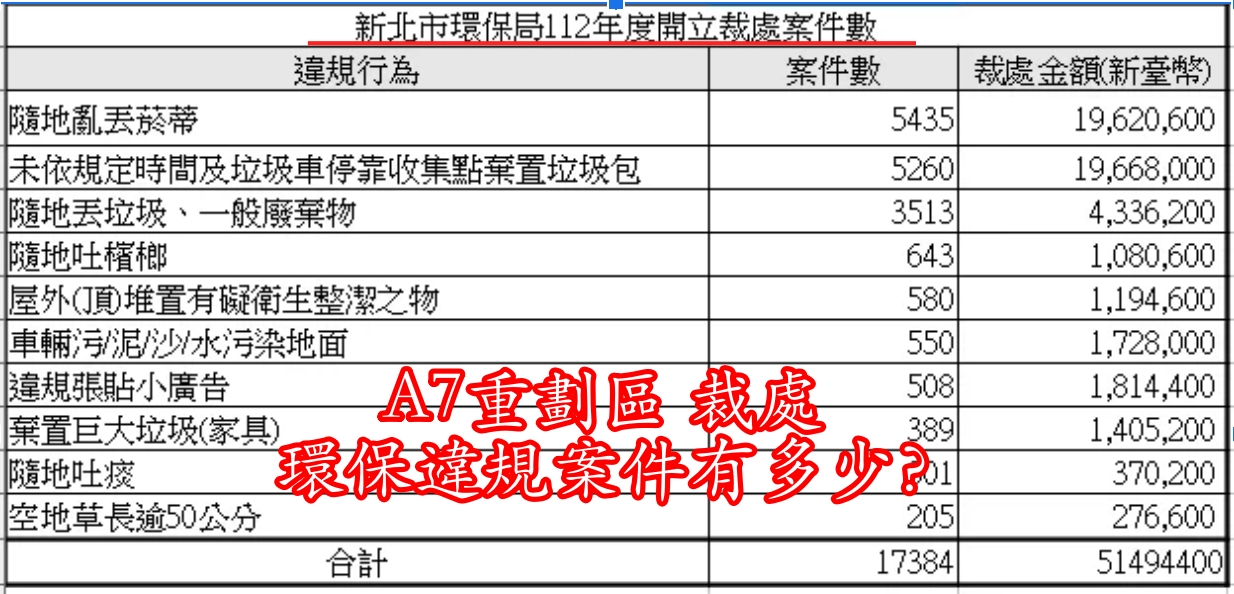 新北市環保局112年度開立裁處案件數
違規行為 案件數 裁處金額(新臺幣)
隨地亂丟菸蒂 5435 19,620,600
未依規定時間及垃圾車停靠收集點棄置垃圾包 5260 19,668,000
隨地丟垃圾、一般廢棄物 3513 4,336,200
隨地吐檳榔 643 1,080,600
屋外(頂)堆置有礙衛生整潔之物 580 1,194,600
車輛污/泥/沙/水污染地面 550 1,728,000
違規張貼小廣告 508 1,814,400
棄置巨大垃圾(家具) 389 1,405,200
隨地吐痰 370,200
空地草長逾50公分 205 276,600
合計 17384 51494400
A7重劃區 裁處
環保違規案件有多少?